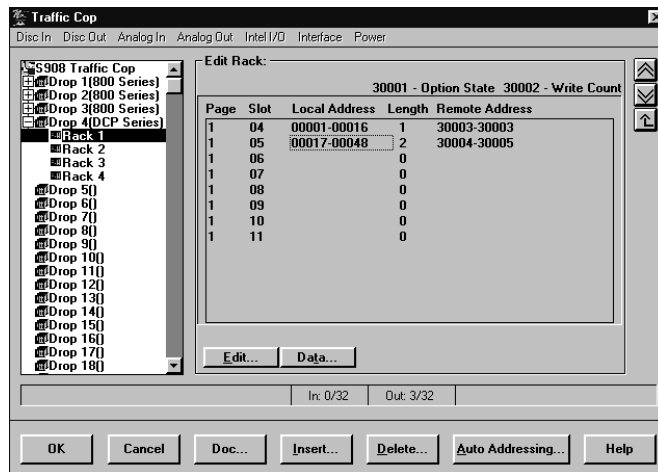 Traffic Cop
Disc In Disc Out Analog In Analog Out Intel I/O Interface Power
S908 Traffic Cop
Drop 1(800 Series)
Drop 2(800 Series)
Drop 3(800 Series)
Drop 4(DCP Series)
Rack 1
Rack 2
Rack 3
Rack 4
Drop 5()
Drop 6()
Drop 7()
Drop 8()
Drop 9()
Drop 10()
Drop 11()
Drop 12()
Drop 13()
Drop 14()
Drop 15()
Drop 16()
Drop 17()
Drop 18()
Edit Rack:
30001 - Option State 30002 - Write Count
Page Slot Local Address Length Remote Address
1 04 00001-00016 1 30003-30003
1 05 00017-00048 2 30004-30005
1 06 0
1 07 0
1 08 0
1 09 0
1 10 0
1 11 0
Edit... Data...
In: 0/32 Out: 3/32
OK Cancel Doc... Insert... Delete... Auto Addressing... Help